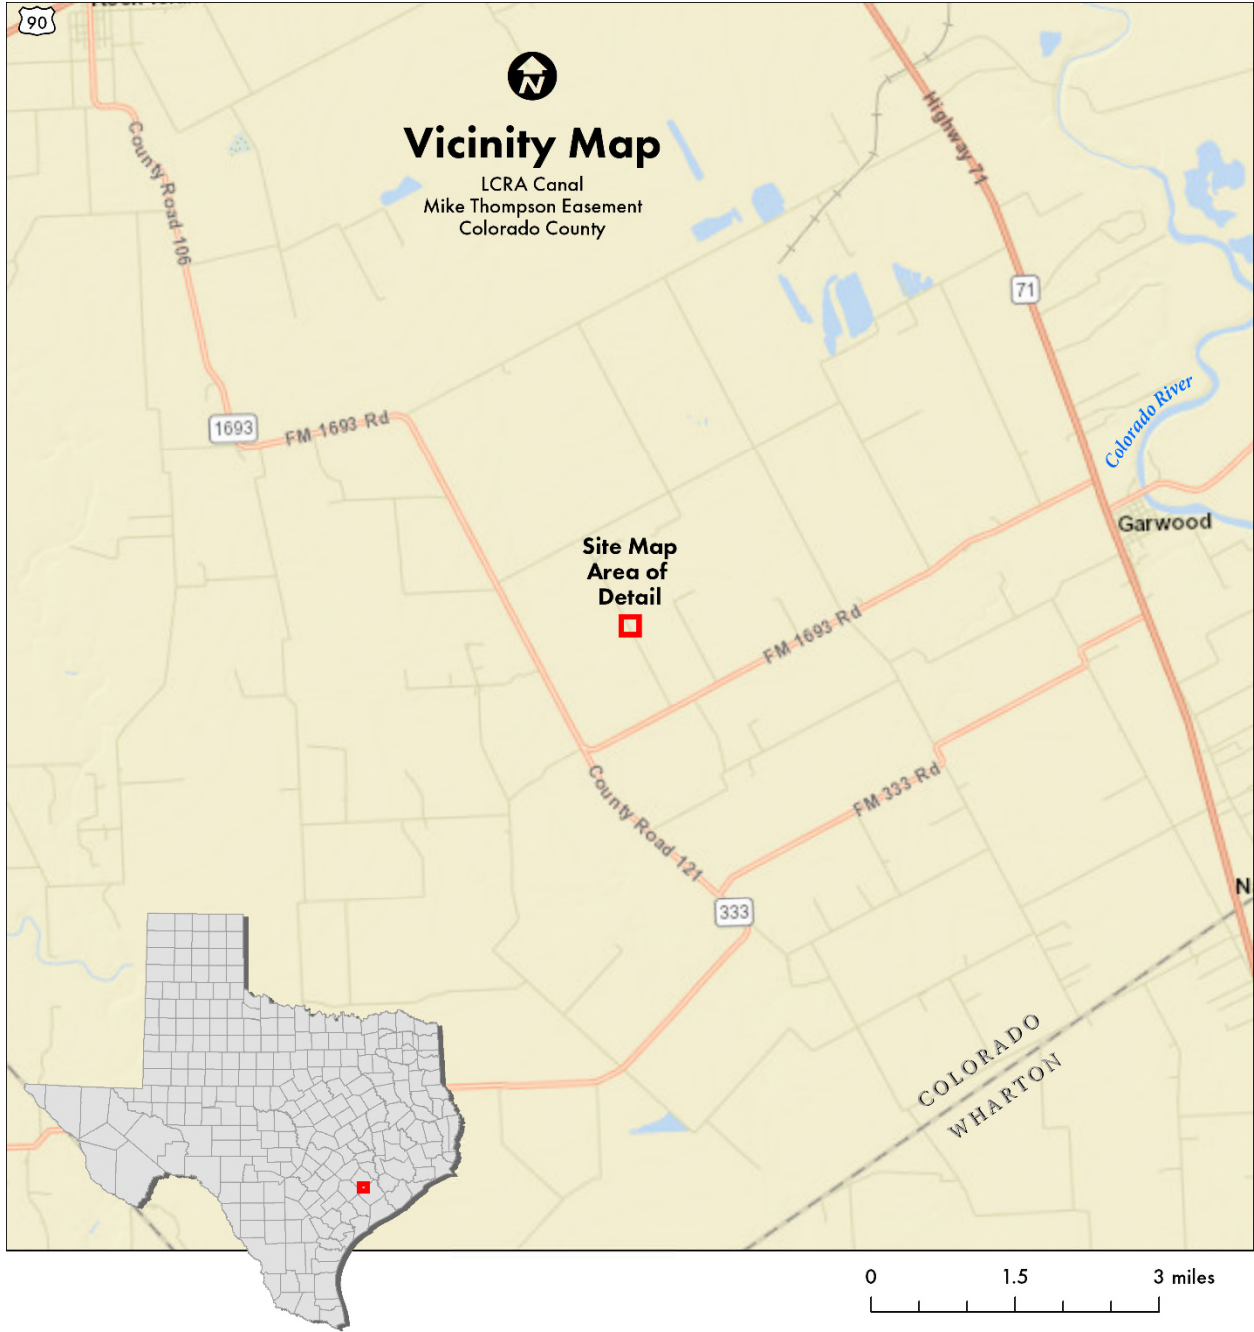 90
N
Vicinity Map
LCRA Canal
Mike Thompson Easement
Colorado County
County Road 106
Highway 71
71
Colorado River
1693
FM 1693 Rd
Garwood
Site Map
Area of
Detail
FM 1693 Rd
County Road 121
FM 333 Rd
333
N
COLORADO
WHARTON
0 1.5 3 miles